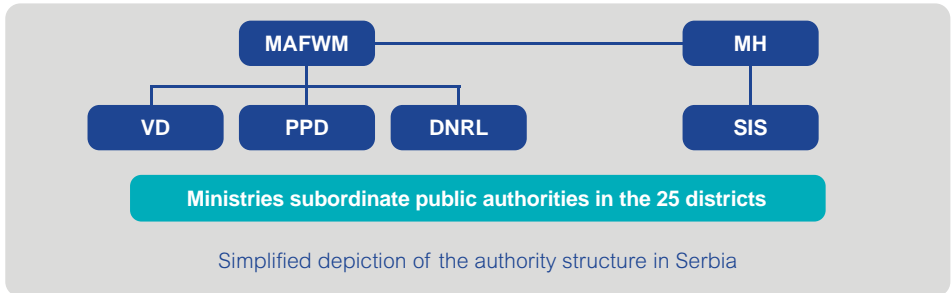 MAFWM
MH
VD
PPD
DNRL
SIS
Ministries subordinate public authorities in the 25 districts
Simplified depiction of the authority structure in Serbia